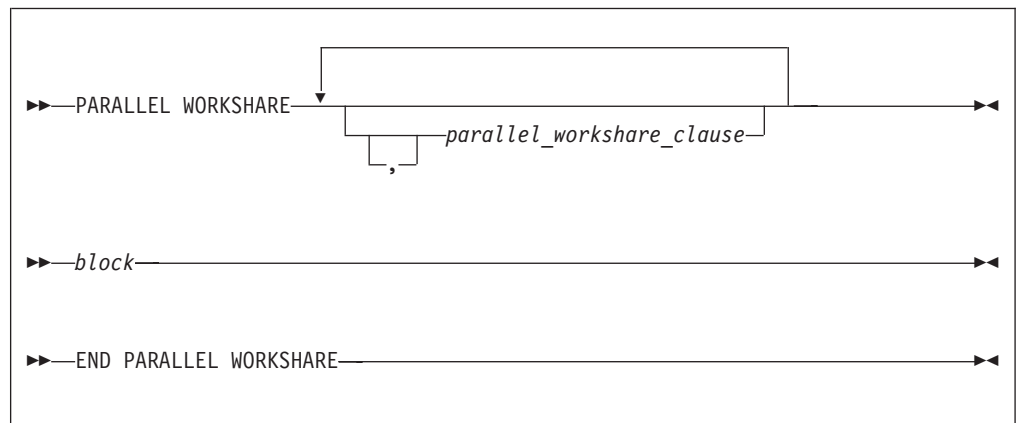 PARALLEL WORKSHARE
parallel_workshare_clause
,
block
END PARALLEL WORKSHARE